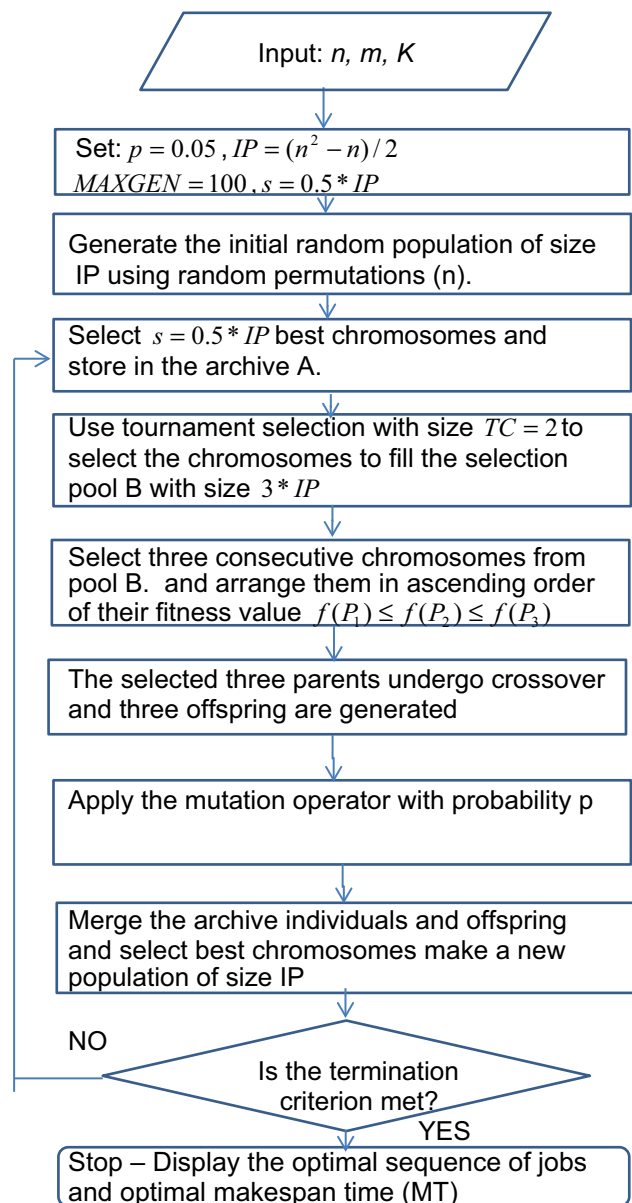 Input: n, m, K
Set: p = 0.05 , IP = (n² − n) / 2
MAXGEN = 100 , s = 0.5 * IP
Generate the initial random population of size
IP using random permutations (n).
Select s = 0.5 * IP best chromosomes and
store in the archive A.
Use tournament selection with size TC = 2 to
select the chromosomes to fill the selection
pool B with size 3 * IP
Select three consecutive chromosomes from
pool B. and arrange them in ascending order
of their fitness value f(P₁) ≤ f(P₂) ≤ f(P₃)
The selected three parents undergo crossover
and three offspring are generated
Apply the mutation operator with probability p
Merge the archive individuals and offspring
and select best chromosomes make a new
population of size IP
NO
Is the termination
criterion met?
YES
Stop – Display the optimal sequence of jobs
and optimal makespan time (MT)